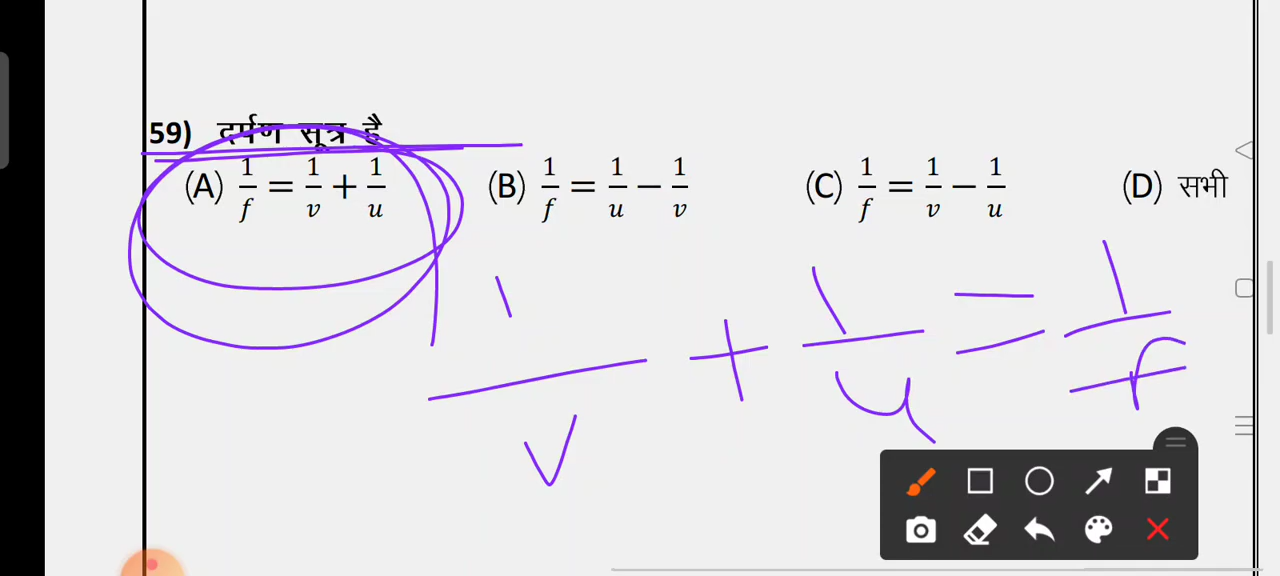 59) दर्पण सूत्र है
(A) 1/f = 1/v + 1/u (B) 1/f = 1/u − 1/v (C) 1/f = 1/v − 1/u (D) सभी
1/v + 1/u = 1/f